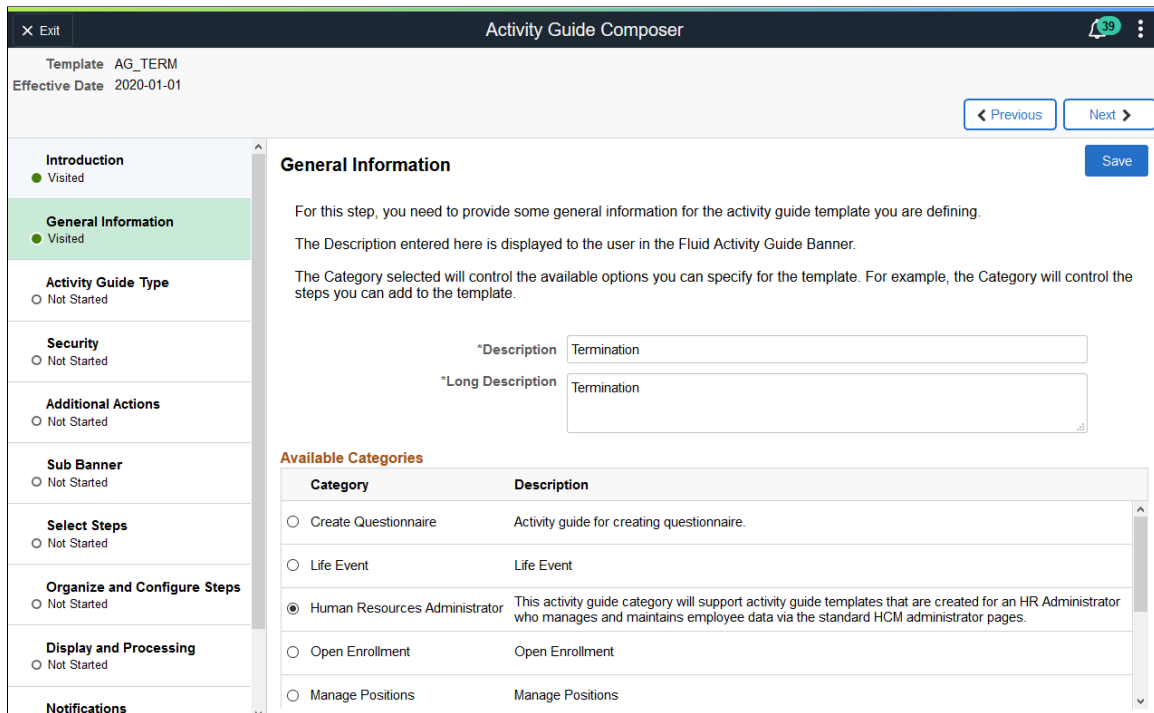 Exit
Activity Guide Composer
39
Template AG_TERM
Effective Date 2020-01-01
Previous
Next
Introduction
Visited
General Information
Visited
Activity Guide Type
Not Started
Security
Not Started
Additional Actions
Not Started
Sub Banner
Not Started
Select Steps
Not Started
Organize and Configure Steps
Not Started
Display and Processing
Not Started
Notifications
General Information
Save
For this step, you need to provide some general information for the activity guide template you are defining.
The Description entered here is displayed to the user in the Fluid Activity Guide Banner.
The Category selected will control the available options you can specify for the template. For example, the Category will control the
steps you can add to the template.
*Description Termination
*Long Description Termination
Available Categories
Category Description
Create Questionnaire Activity guide for creating questionnaire.
Life Event Life Event
Human Resources Administrator This activity guide category will support activity guide templates that are created for an HR Administrator
who manages and maintains employee data via the standard HCM administrator pages.
Open Enrollment Open Enrollment
Manage Positions Manage Positions